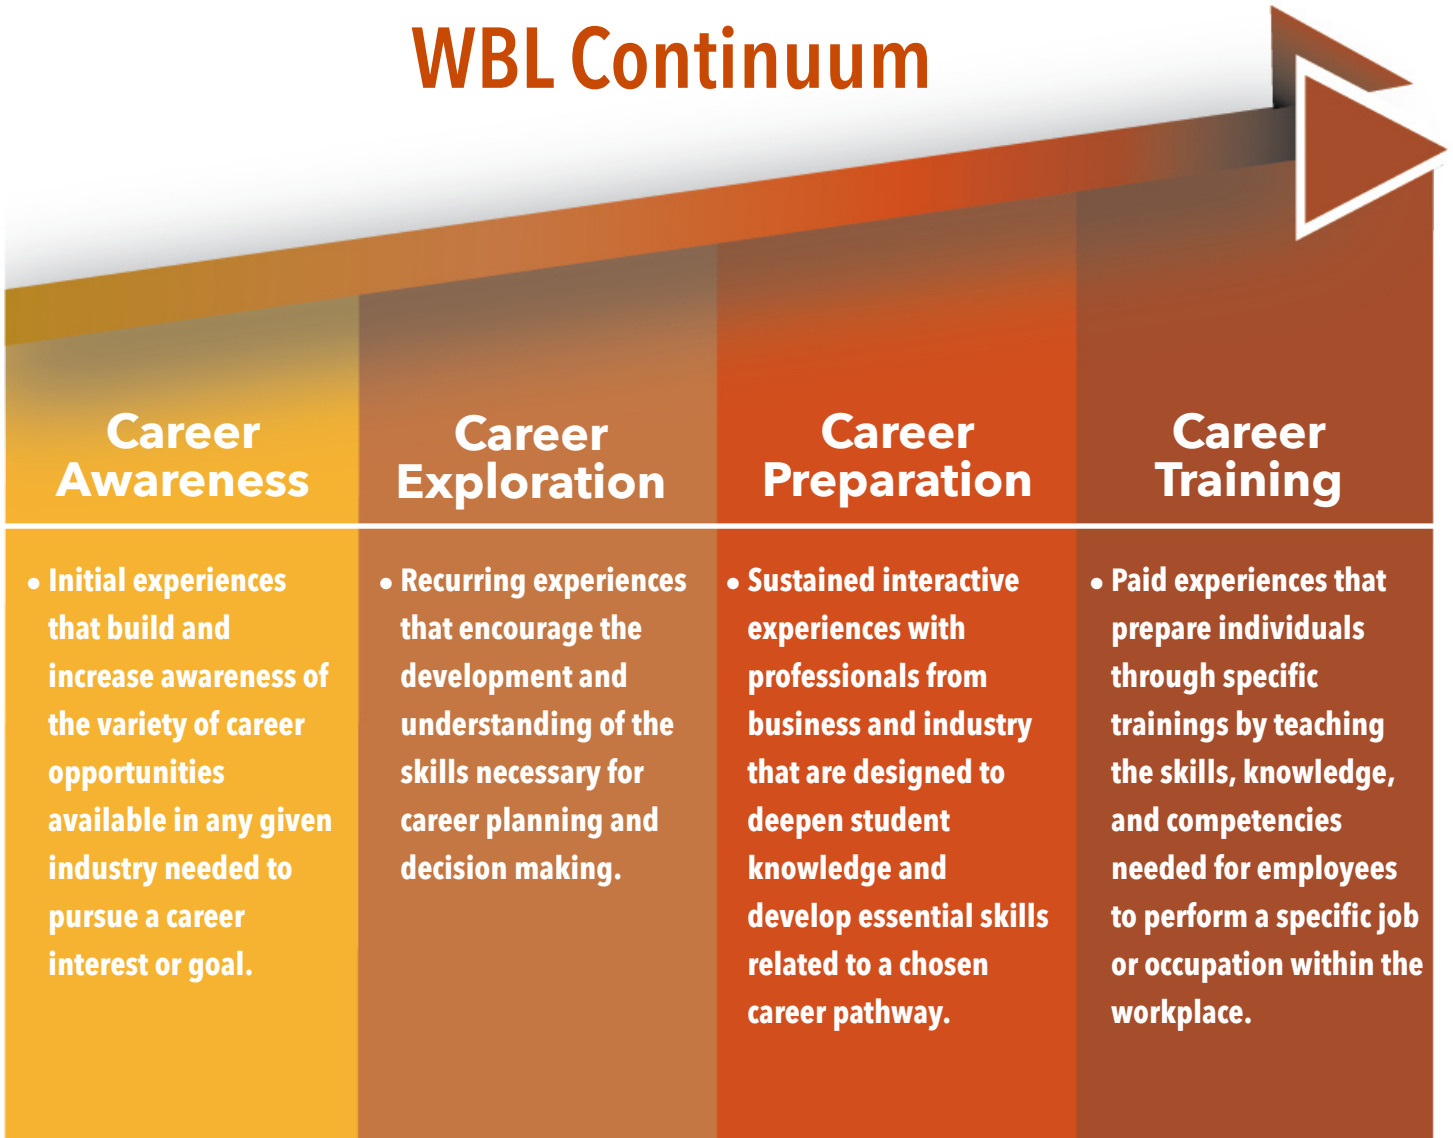 WBL Continuum
Career
Awareness
• Initial experiences
that build and
increase awareness of
the variety of career
opportunities
available in any given
industry needed to
pursue a career
interest or goal.
Career
Exploration
• Recurring experiences
that encourage the
development and
understanding of the
skills necessary for
career planning and
decision making.
Career
Preparation
• Sustained interactive
experiences with
professionals from
business and industry
that are designed to
deepen student
knowledge and
develop essential skills
related to a chosen
career pathway.
Career
Training
• Paid experiences that
prepare individuals
through specific
trainings by teaching
the skills, knowledge,
and competencies
needed for employees
to perform a specific job
or occupation within the
workplace.